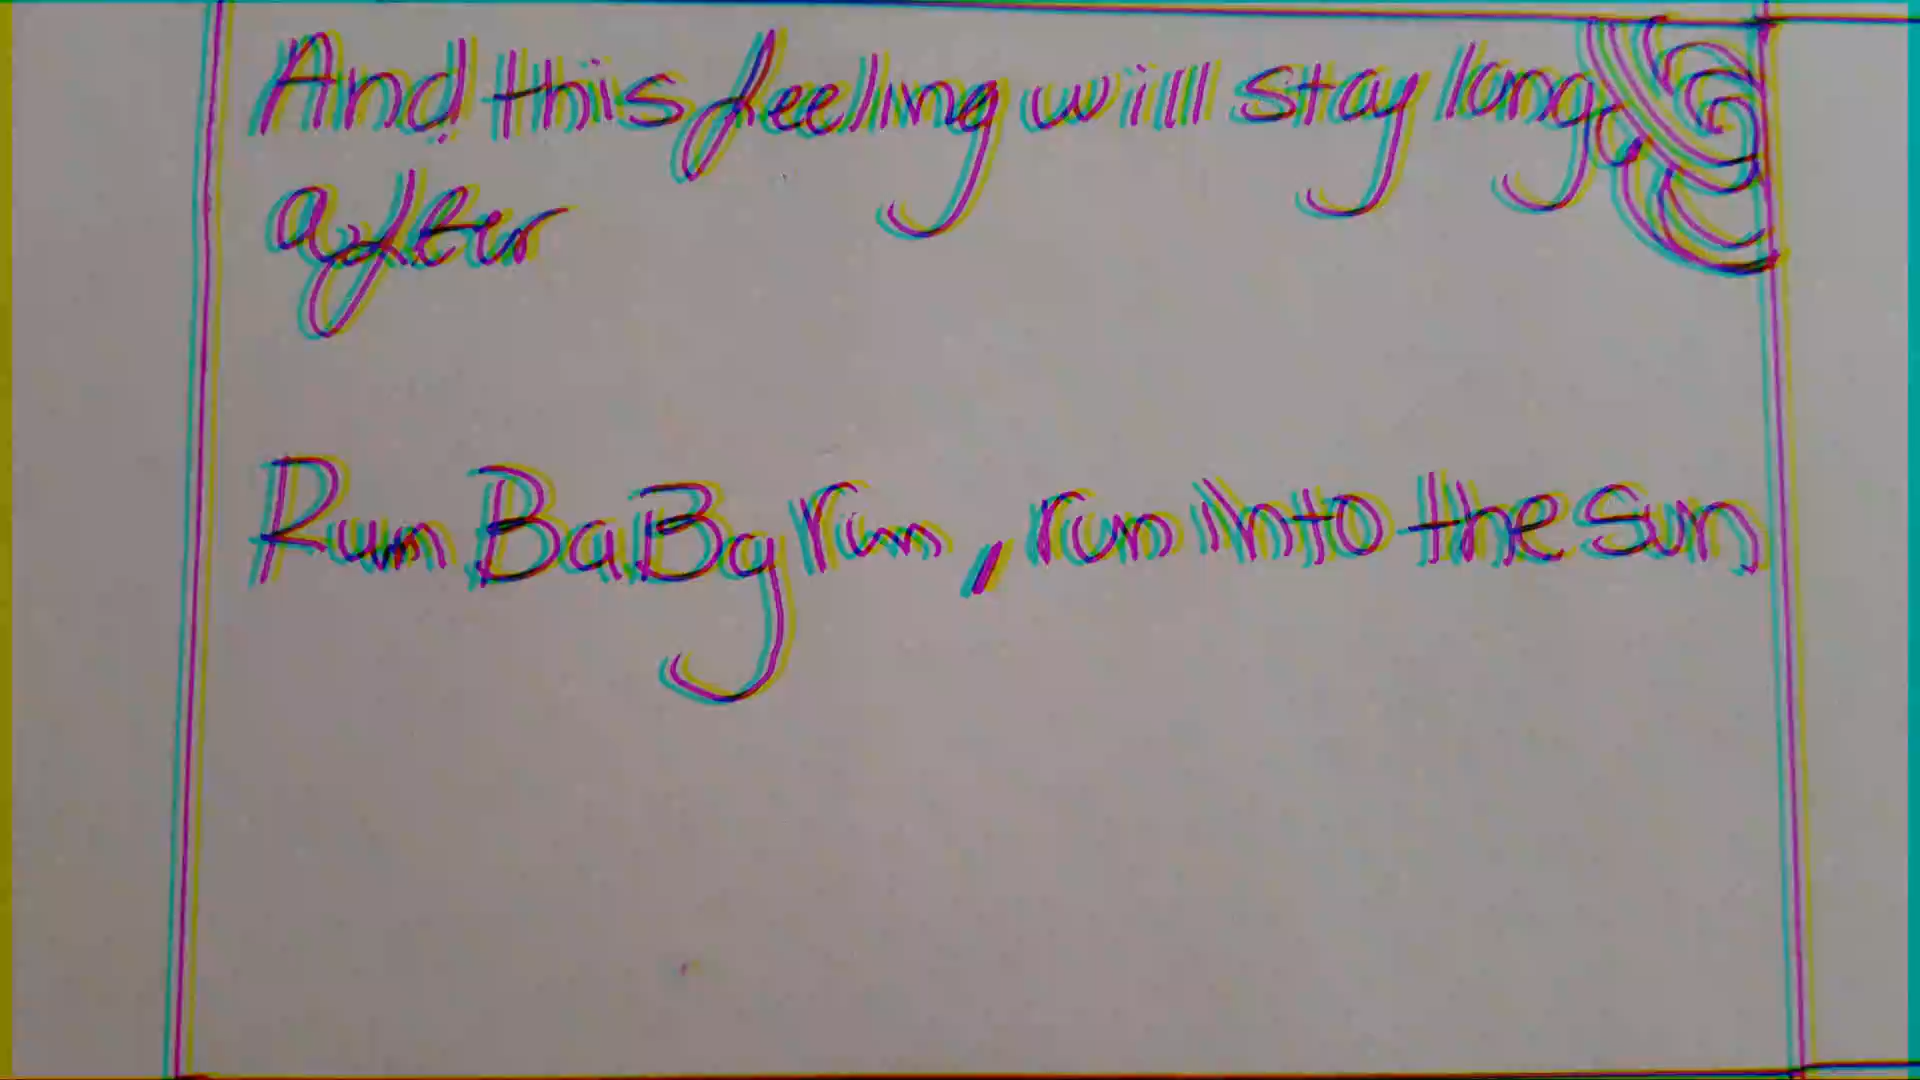 And this feeling will stay long
after
Run BaBy run, run into the sun